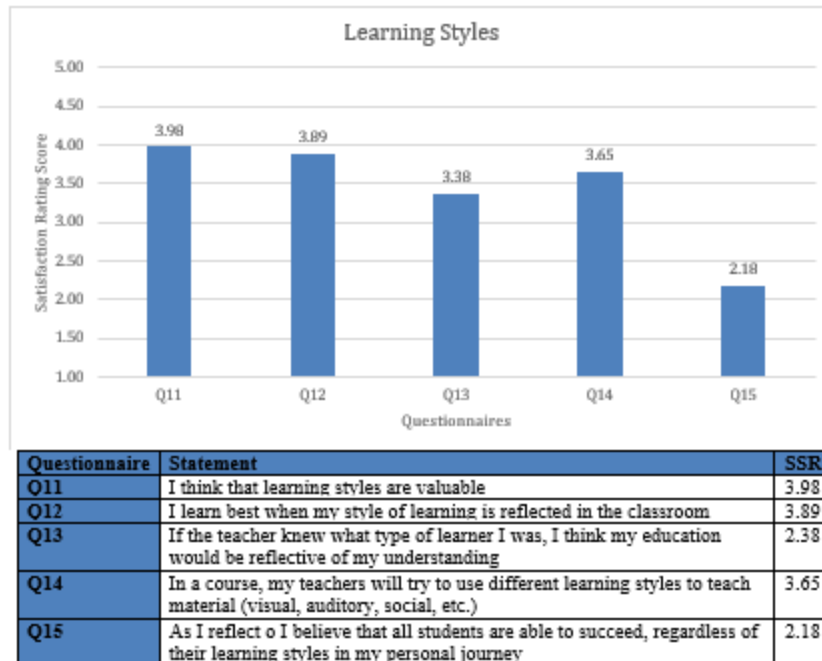 Learning Styles
5.00
4.50
4.00
3.50
3.00
2.50
2.00
1.50
1.00
Satisfaction Rating Score
3.98
3.89
3.38
3.65
2.18
Q11 Q12 Q13 Q14 Q15
Questionnaires
Questionnaire Statement SSR
Q11 I think that learning styles are valuable 3.98
Q12 I learn best when my style of learning is reflected in the classroom 3.89
Q13 If the teacher knew what type of learner I was, I think my education 2.38
would be reflective of my understanding
Q14 In a course, my teachers will try to use different learning styles to teach 3.65
material (visual, auditory, social, etc.)
Q15 As I reflect o I believe that all students are able to succeed, regardless of 2.18
their learning styles in my personal journey